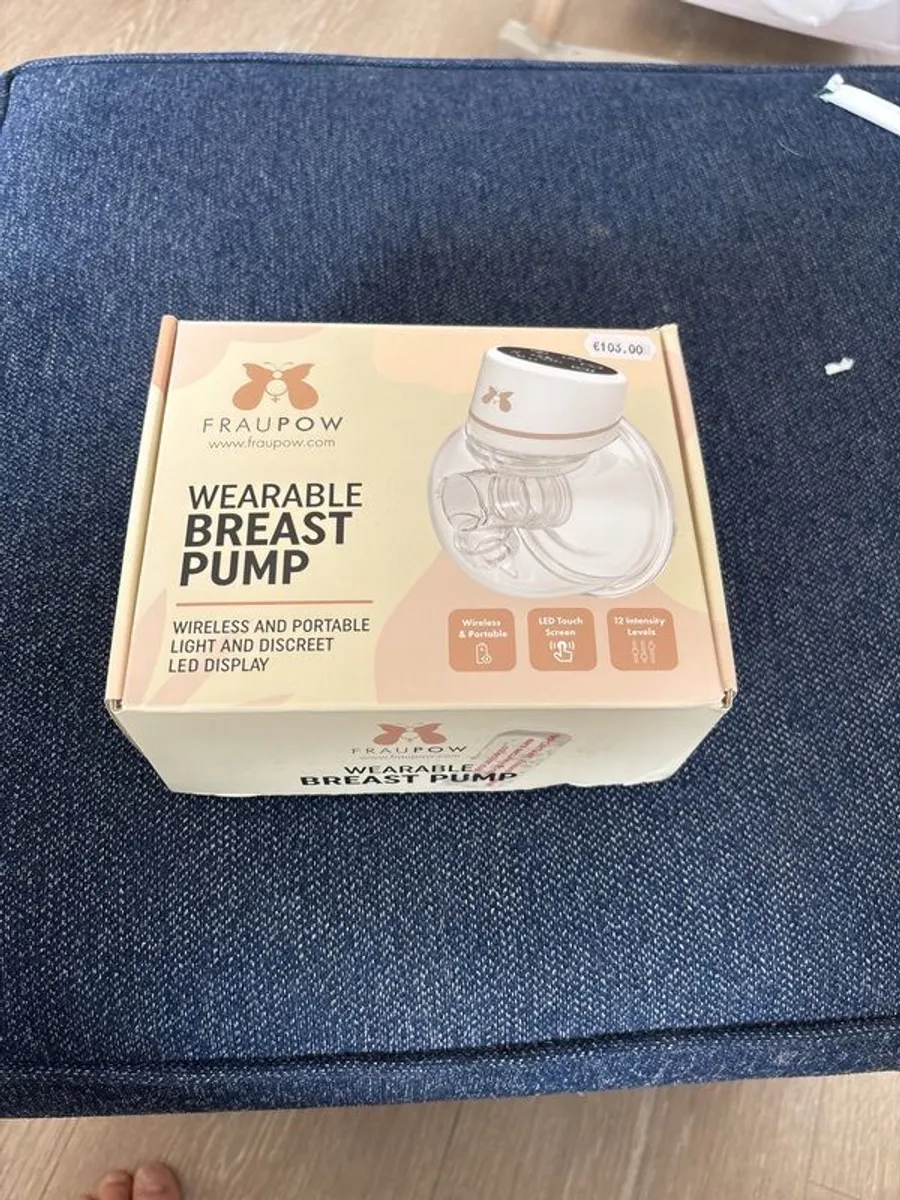 €103.00
FRAUPOW
www.fraupow.com
WEARABLE
BREAST
PUMP
WIRELESS AND PORTABLE
LIGHT AND DISCREET
LED DISPLAY
Wireless
& Portable
LED Touch
Screen
12 Intensity
Levels
FRAUPOW
www.fraupow.com
WEARABLE
BREAST PUMP